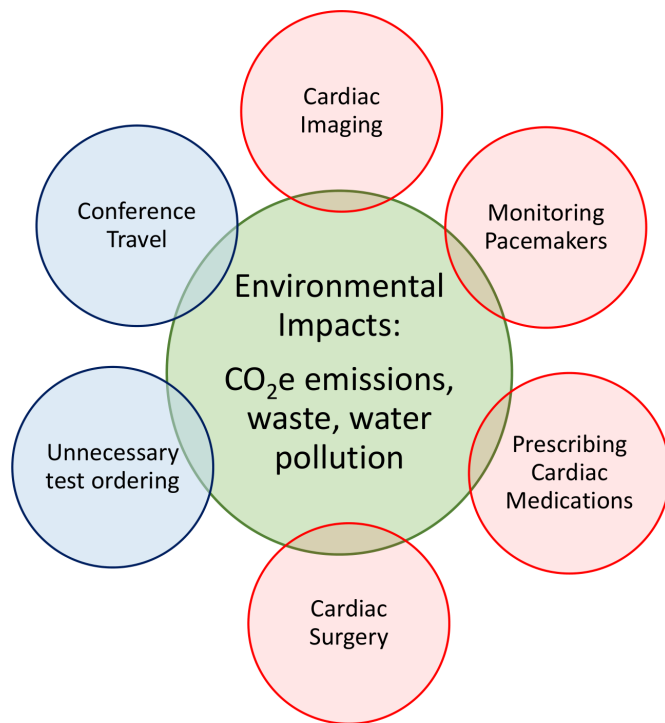 Cardiac
Imaging
Conference
Travel
Monitoring
Pacemakers
Environmental
Impacts:
CO₂e emissions,
waste, water
pollution
Unnecessary
test ordering
Prescribing
Cardiac
Medications
Cardiac
Surgery